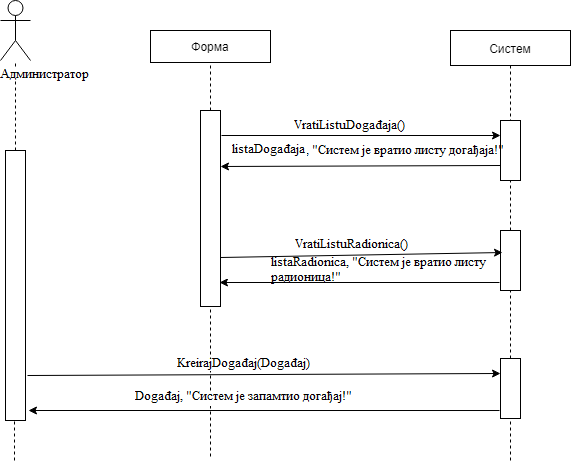 Форма
Систем
Администратор
VratiListuDogađaja()
listaDogađaja, "Систем је вратио листу догађаја!"
VratiListuRadionica()
listaRadionica, "Систем је вратио листу
радионица!"
KreirajDogađaj(Događaj)
Događaj, "Систем је запамтио догађај!"